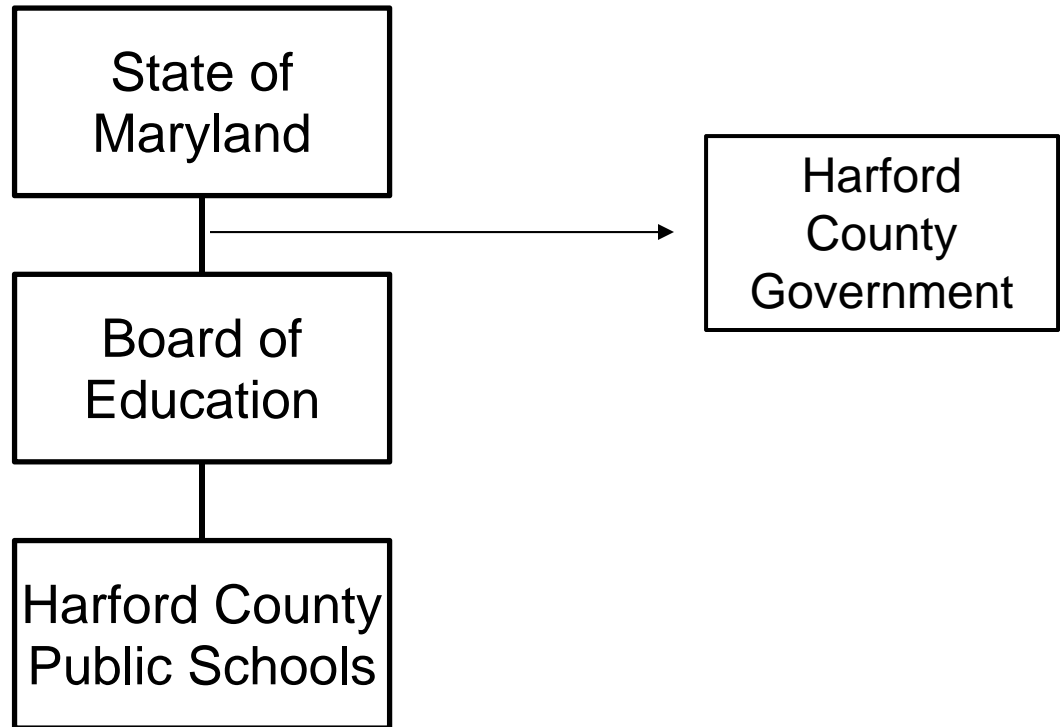 State of
Maryland
Harford
County
Government
Board of
Education
Harford County
Public Schools